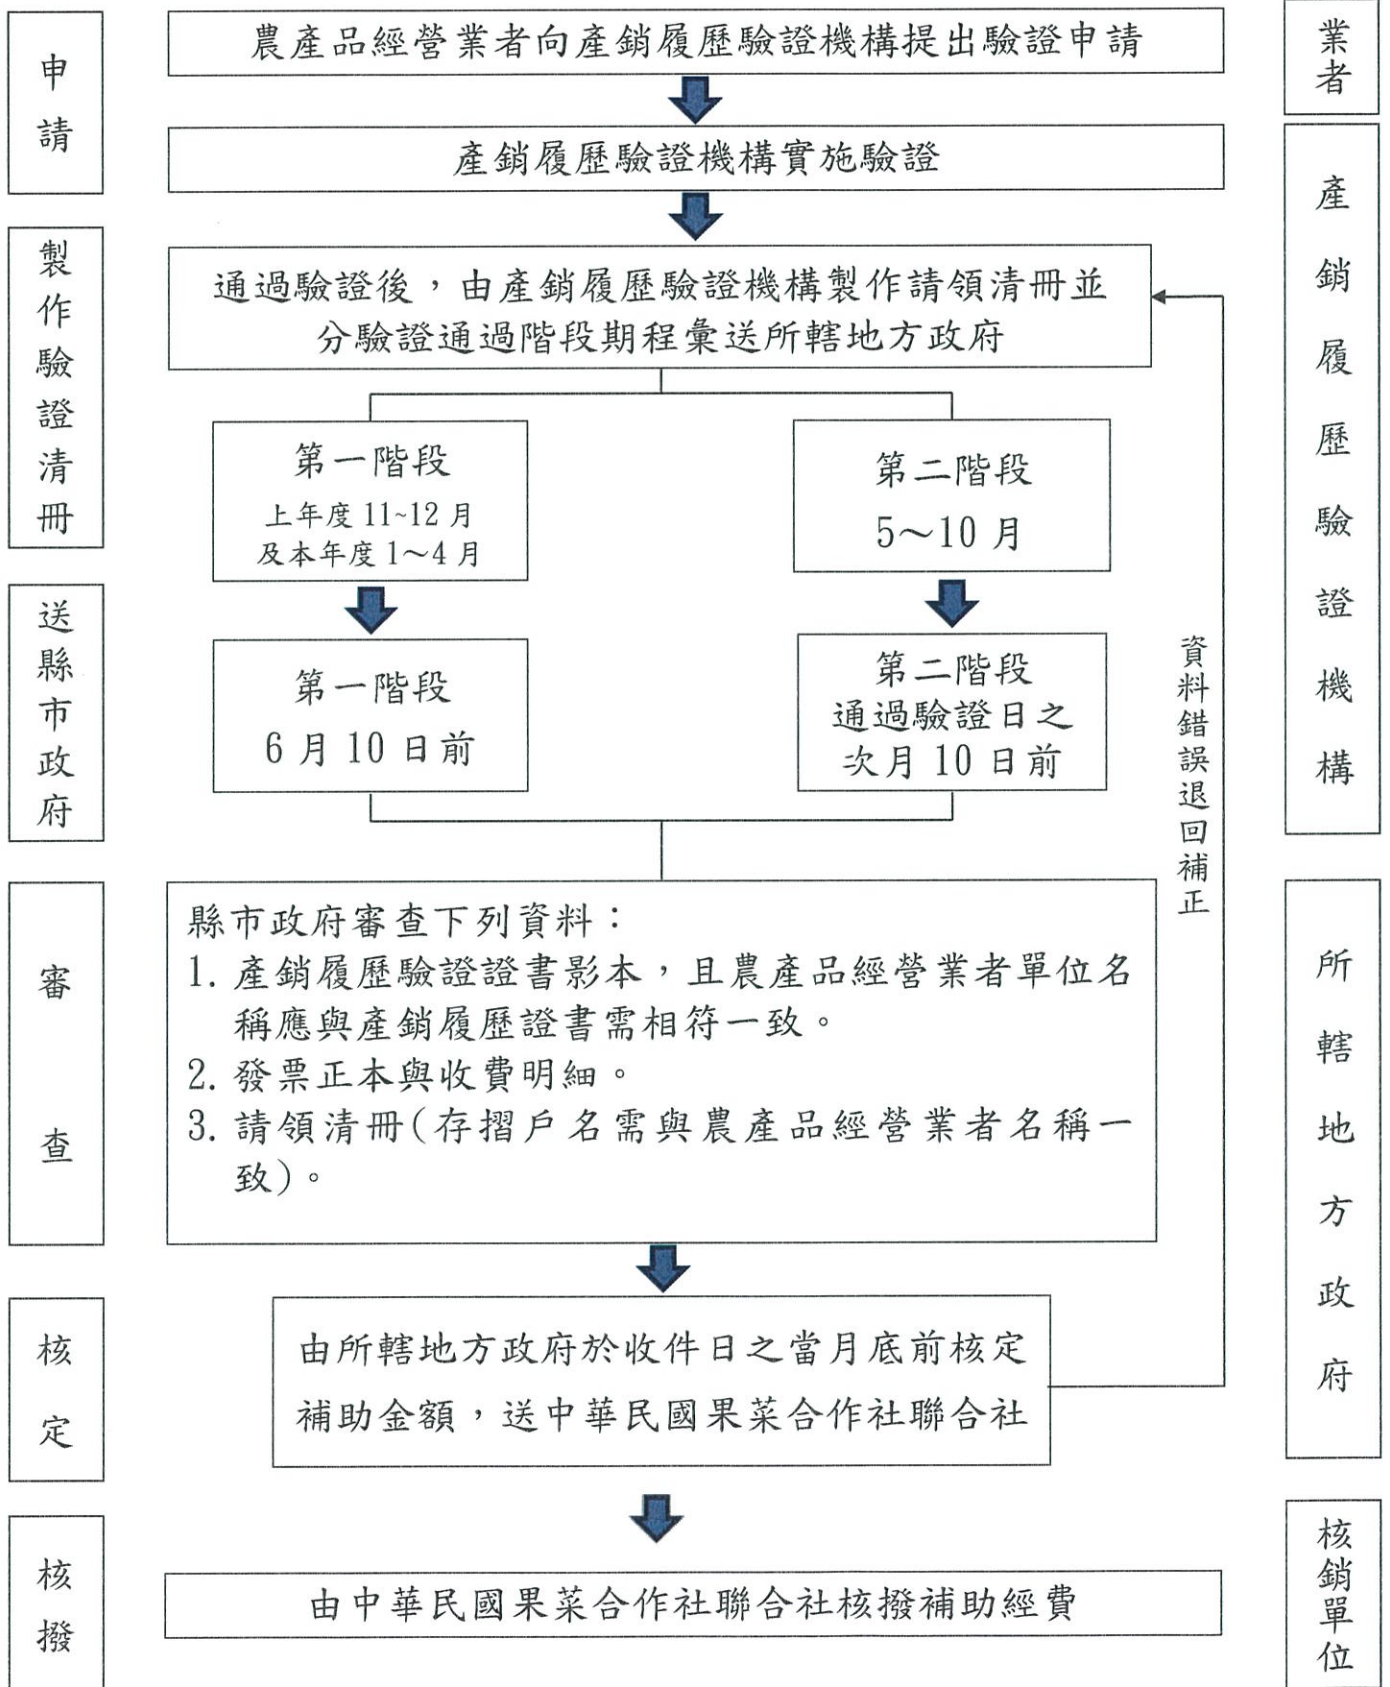 申請
業者
農產品經營業者向產銷履歷驗證機構提出驗證申請
產銷履歷驗證機構實施驗證
產銷履歷驗證機構
製作驗證清冊
通過驗證後，由產銷履歷驗證機構製作請領清冊並
分驗證通過階段期程彙送所轄地方政府
第一階段
上年度 11~12 月
及本年度 1～4 月
第二階段
5～10 月
送縣市政府
第一階段
6 月 10 日前
第二階段
通過驗證日之
次月 10 日前
資料錯誤退回補正
審查
縣市政府審查下列資料：
1. 產銷履歷驗證證書影本，且農產品經營業者單位名
稱應與產銷履歷證書需相符一致。
2. 發票正本與收費明細。
3. 請領清冊(存摺戶名需與農產品經營業者名稱一
致)。
所轄地方政府
核定
由所轄地方政府於收件日之當月底前核定
補助金額，送中華民國果菜合作社聯合社
核撥
由中華民國果菜合作社聯合社核撥補助經費
核銷單位